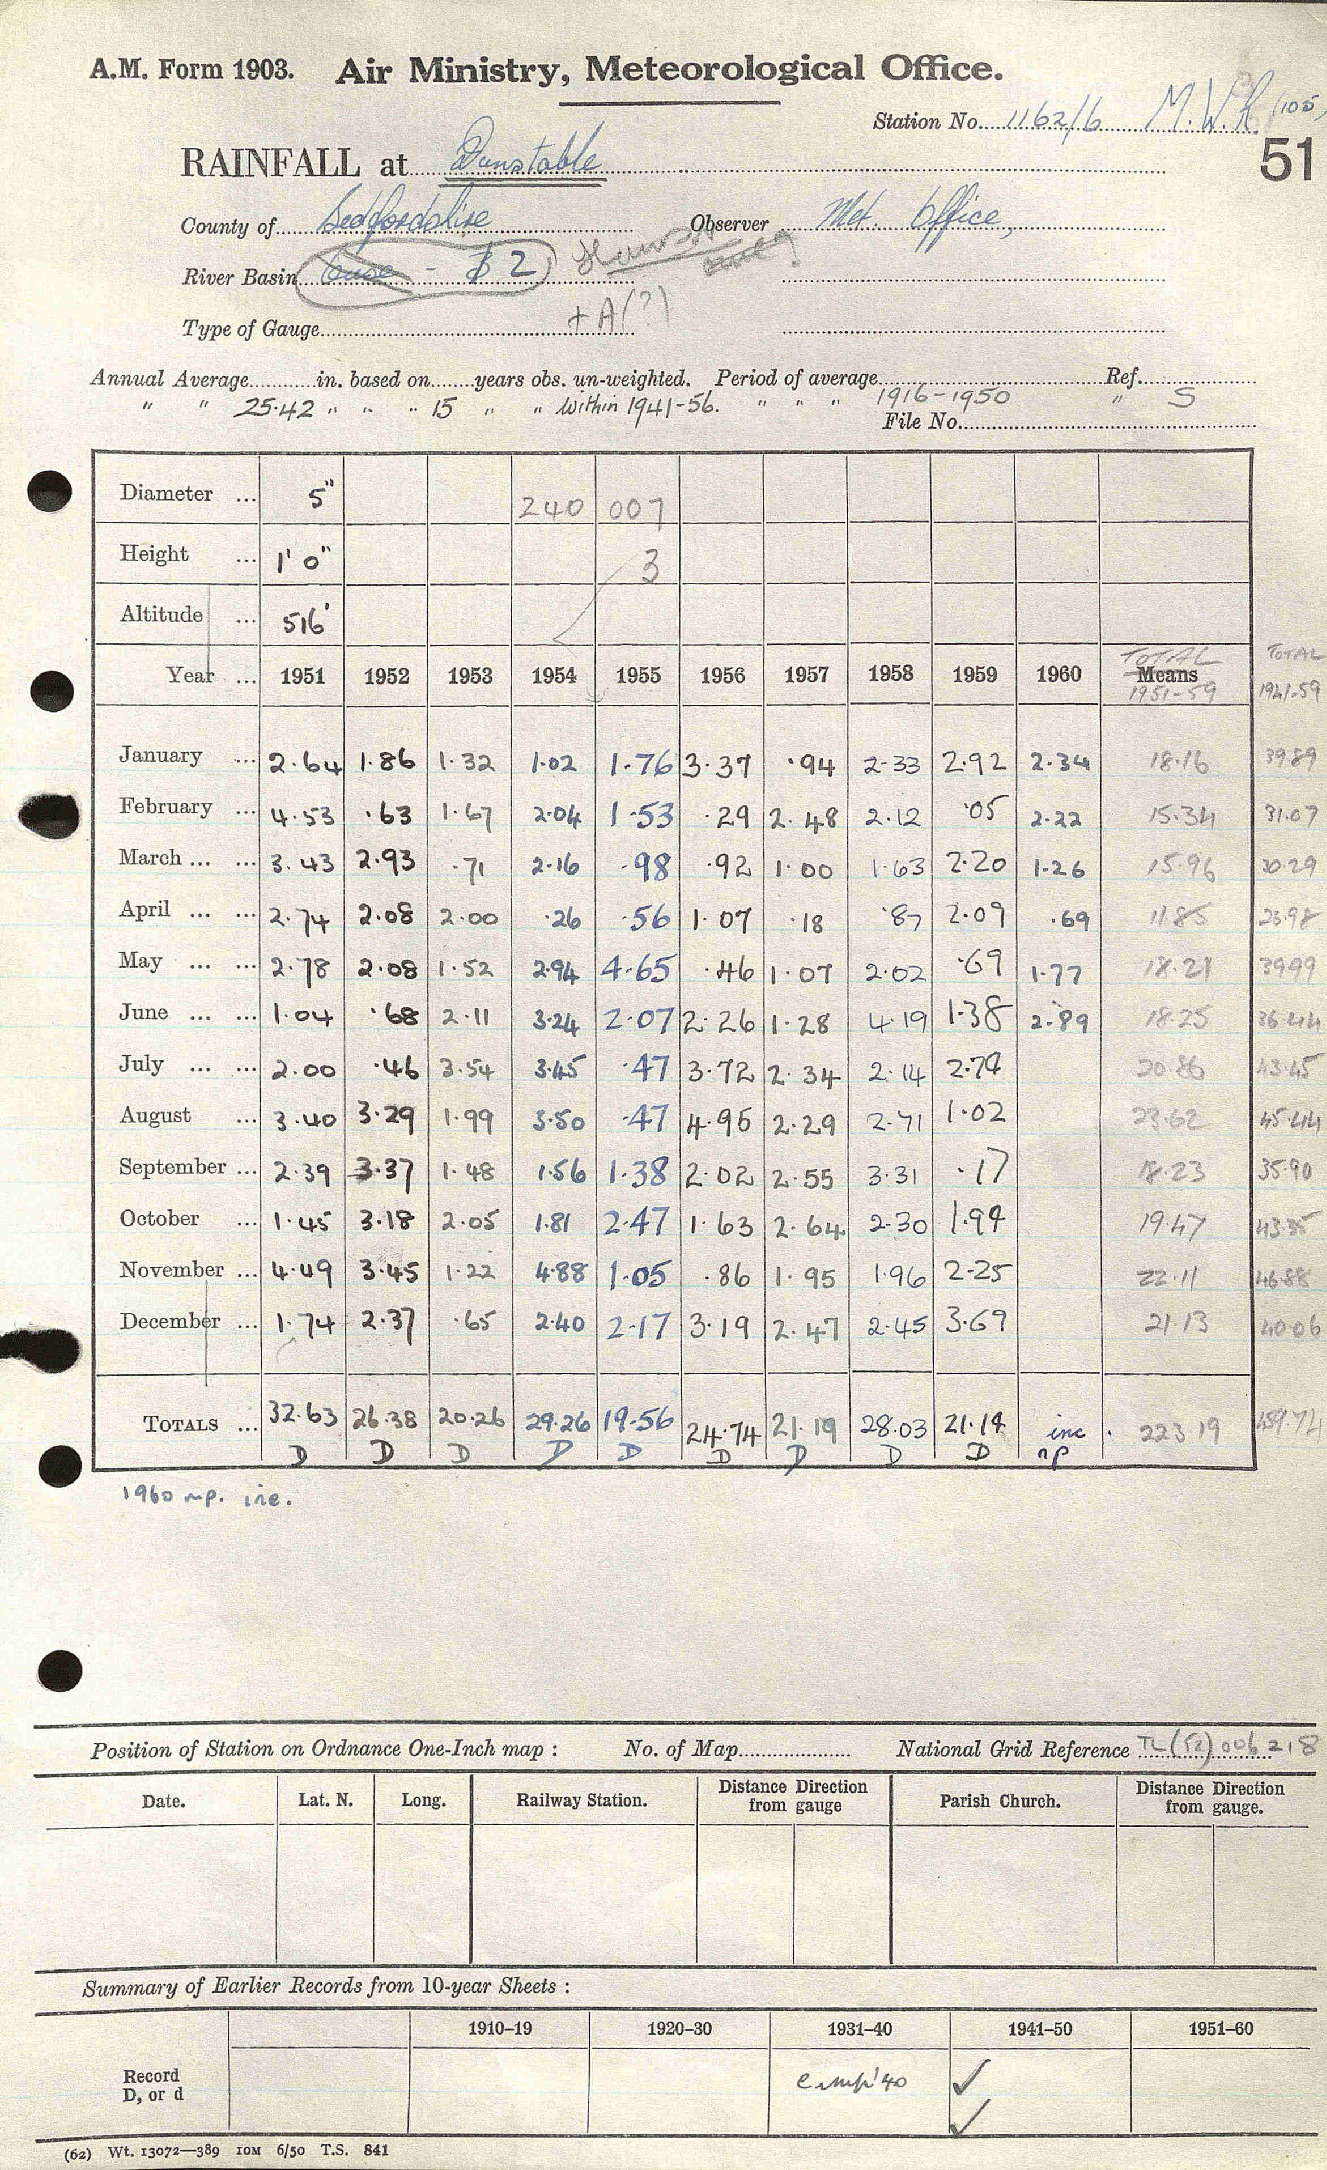 A.M. Form 1903. Air Ministry, Meteorological Office.
Station No. 1162/6 M.W.R (105)
51
RAINFALL at Dunstable
County of Bedfordshire Observer Met. Office,
River Basin Ouse - B 2
Type of Gauge + A(?)
Annual Average in. based on years obs. un-weighted. Period of average Ref.
" " 25.42 " " " 15 " " Within 1941-56. " " " 1916-1950 " S
File No.
Diameter ... 5" 240 007
Height ... 1' 0" 3
Altitude ... 516'
TOTAL TOTAL
Year ... 1951 1952 1953 1954 1955 1956 1957 1958 1959 1960 Means
1951-59 1941-59
January ... 2.64 1.86 1.32 1.02 1.76 3.37 .94 2.33 2.92 2.34 18.16 39.89
February ... 4.53 .63 1.67 2.04 1.53 .29 2.48 2.12 .05 2.22 15.34 31.07
March ... ... 3.43 2.93 .71 2.16 .98 .92 1.00 1.63 2.20 1.26 15.96 30.29
April ... ... 2.74 2.08 2.00 .26 .56 1.07 .18 .87 2.09 .69 11.85 23.98
May ... ... 2.78 2.08 1.52 2.94 4.65 .46 1.07 2.02 .69 1.77 18.21 39.99
June ... ... 1.04 .68 2.11 3.24 2.07 2.26 1.28 4.19 1.38 2.89 18.25 36.44
July ... ... 2.00 .46 3.54 3.45 .47 3.72 2.34 2.14 2.74 20.86 43.45
August ... 3.40 3.29 1.99 3.50 .47 4.95 2.29 2.71 1.02 23.62 45.44
September ... 2.39 3.37 1.48 1.56 1.38 2.02 2.55 3.31 .17 18.23 35.90
October ... 1.45 3.18 2.05 1.81 2.47 1.63 2.64 2.30 1.94 19.47 43.35
November ... 4.49 3.45 1.22 4.88 1.05 .86 1.95 1.96 2.25 22.11 46.88
December ... 1.74 2.37 .65 2.40 2.17 3.19 2.47 2.45 3.69 21.13 40.06
TOTALS ... 32.63 26.38 20.26 29.26 19.56 24.74 21.19 28.03 21.14 inc. 223.19 459.74
D D D D D D D D D np
1960 np. inc.
Position of Station on Ordnance One-Inch map : No. of Map National Grid Reference TL(52) 006 218
Date. Lat. N. Long. Railway Station. Distance Direction from gauge Parish Church. Distance Direction from gauge.
Summary of Earlier Records from 10-year Sheets :
1910–19 1920–30 1931–40 1941–50 1951–60
Record '40 ✓
D, or d ✓
(62) Wt. 13072—389 10M 6/50 T.S. 841